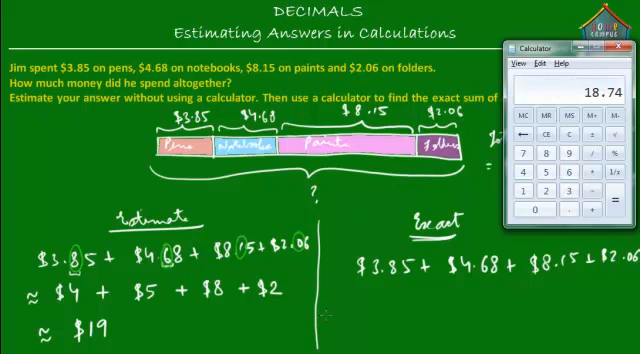 DECIMALS
Estimating Answers in Calculations
HOME CAMPUS
Jim spent $3.85 on pens, $4.68 on notebooks, $8.15 on paints and $2.06 on folders.
How much money did he spend altogether?
Estimate your answer without using a calculator. Then use a calculator to find the exact sum of
Calculator
View Edit Help
18.74
MC MR MS M+ M-
← CE C ± √
7 8 9 / %
4 5 6 * 1/x
1 2 3 - =
0 . +
$3.85 $4.68 $8.15 $2.06
Pens Notebooks Paints Folders
=
?
Estimate
$3.85 + $4.68 + $8.15 + $2.06
≈ $4 + $5 + $8 + $2
≈ $19
Exact
$3.85 + $4.68 + $8.15 + $2.06